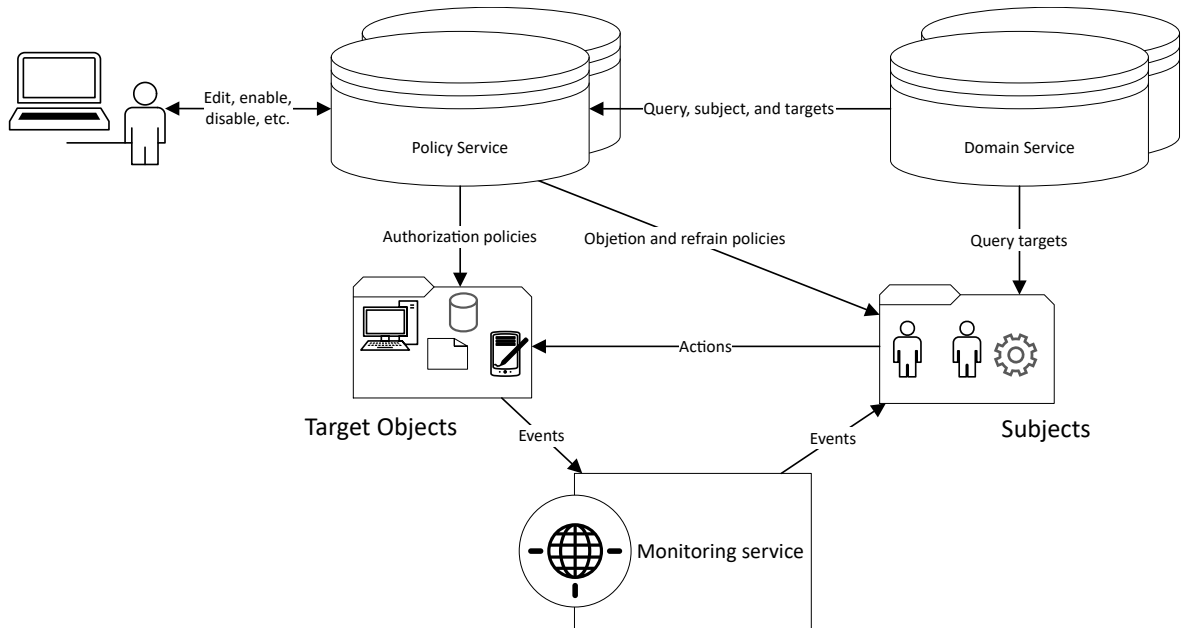 Edit, enable,
disable, etc.
Policy Service
Query, subject, and targets
Domain Service
Authorization policies
Objetion and refrain policies
Query targets
Actions
Target Objects
Subjects
Events
Events
Monitoring service